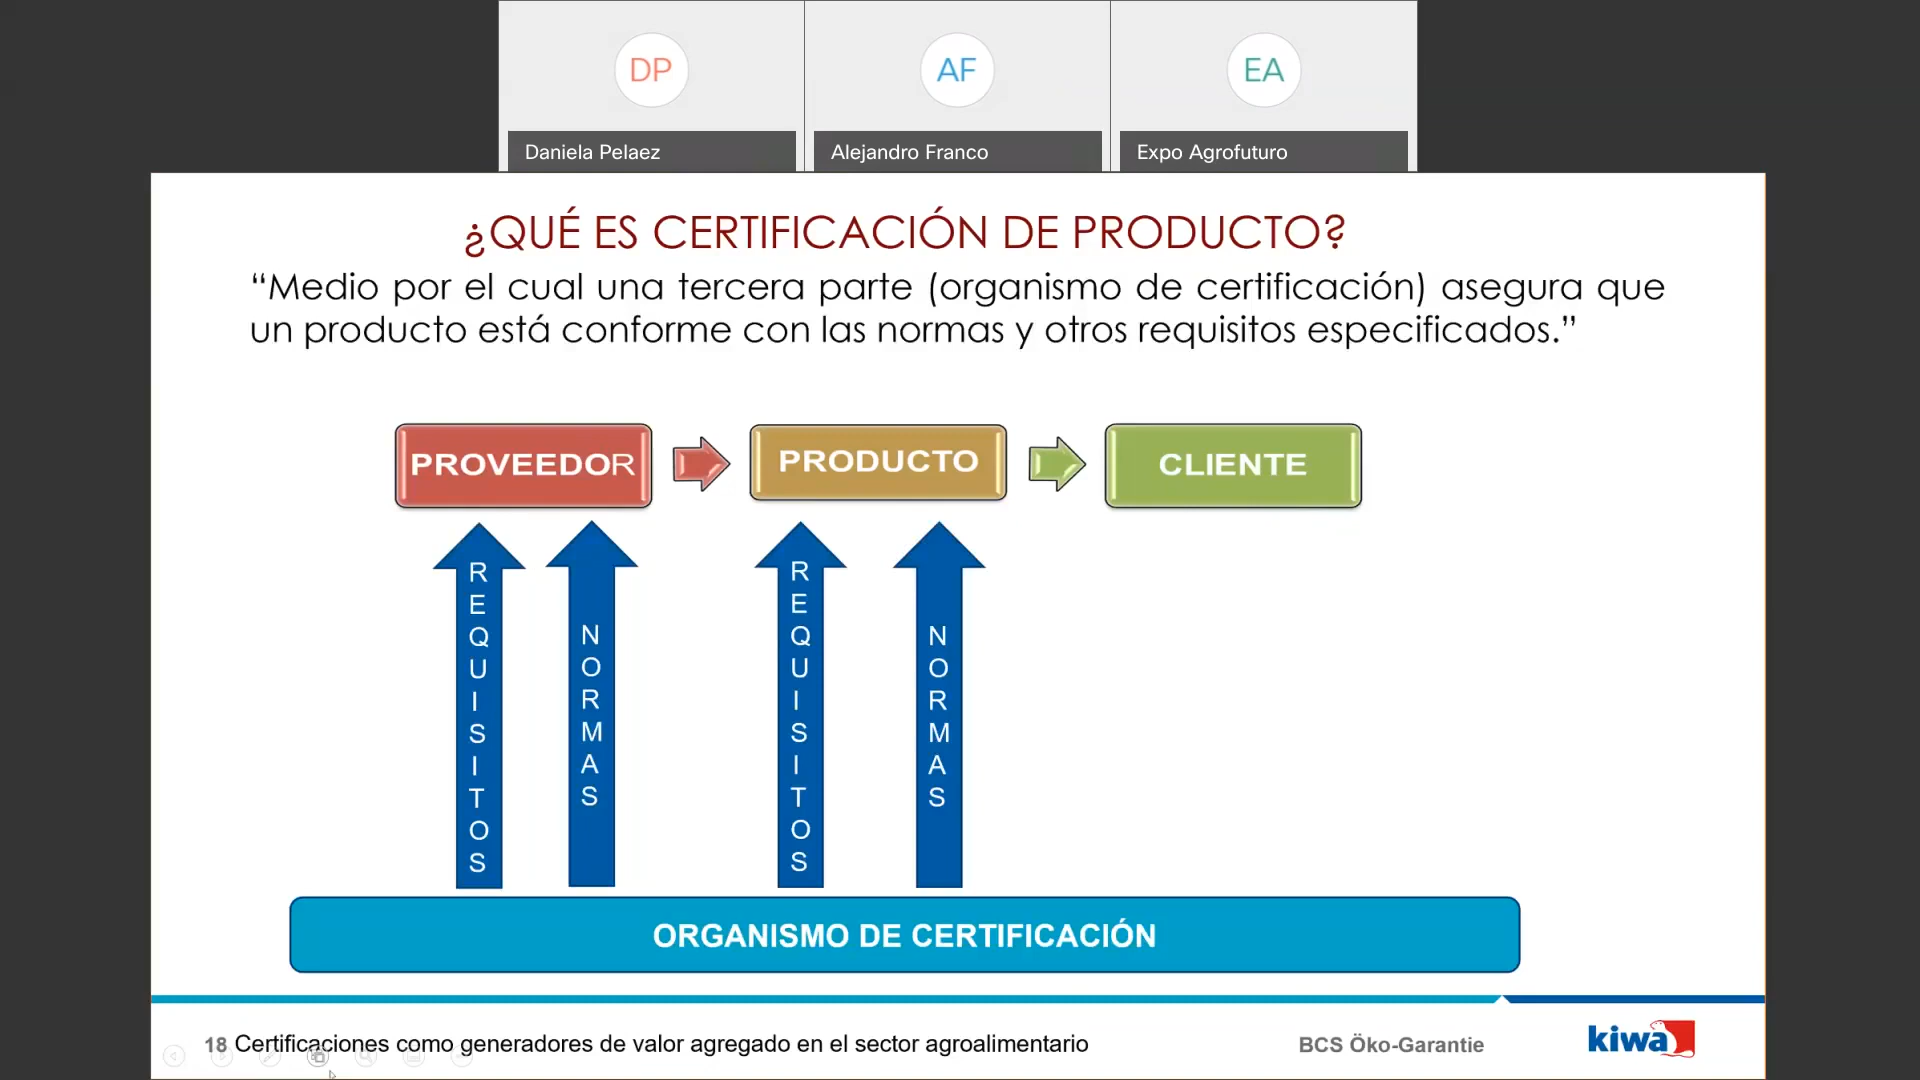 DP
AF
EA
Daniela Pelaez
Alejandro Franco
Expo Agrofuturo
¿QUÉ ES CERTIFICACIÓN DE PRODUCTO?
“Medio por el cual una tercera parte (organismo de certificación) asegura que
un producto está conforme con las normas y otros requisitos especificados.”
PROVEEDOR
PRODUCTO
CLIENTE
REQUISITOS
NORMAS
REQUISITOS
NORMAS
ORGANISMO DE CERTIFICACIÓN
18 Certificaciones como generadores de valor agregado en el sector agroalimentario
BCS Öko-Garantie
kiwa